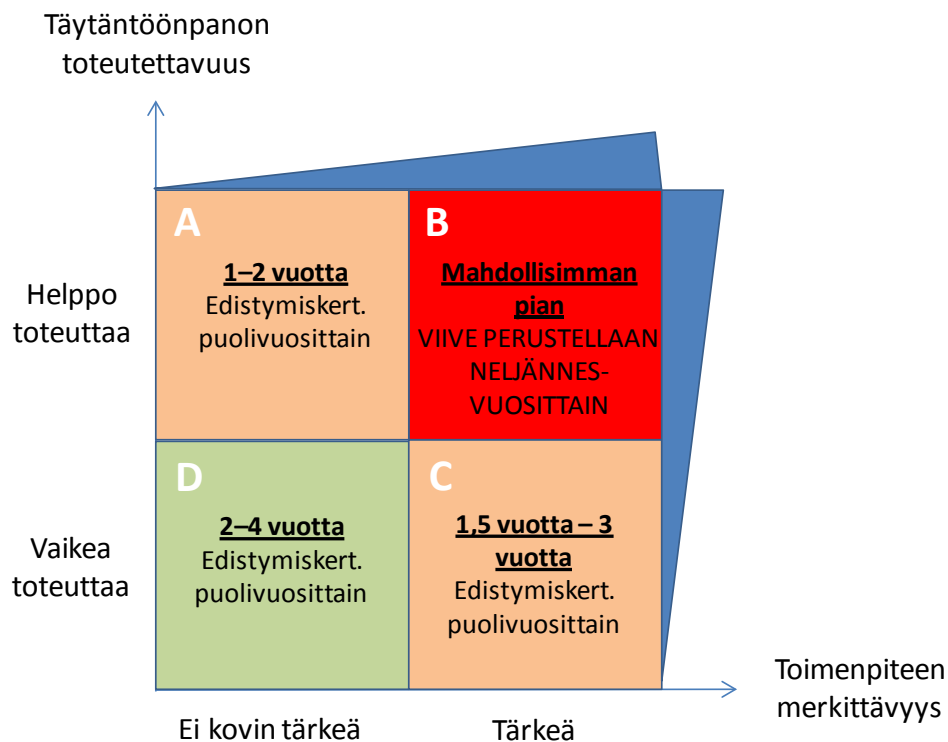 Täytäntöönpanon
toteutettavuus
A
1–2 vuotta
Edistymiskert.
puolivuosittain
B
Mahdollisimman
pian
VIIVE PERUSTELLAAN
NELJÄNNES-
VUOSITTAIN
Helppo
toteuttaa
D
2–4 vuotta
Edistymiskert.
puolivuosittain
C
1,5 vuotta – 3
vuotta
Edistymiskert.
puolivuosittain
Vaikea
toteuttaa
Ei kovin tärkeä
Tärkeä
Toimenpiteen
merkittävyys